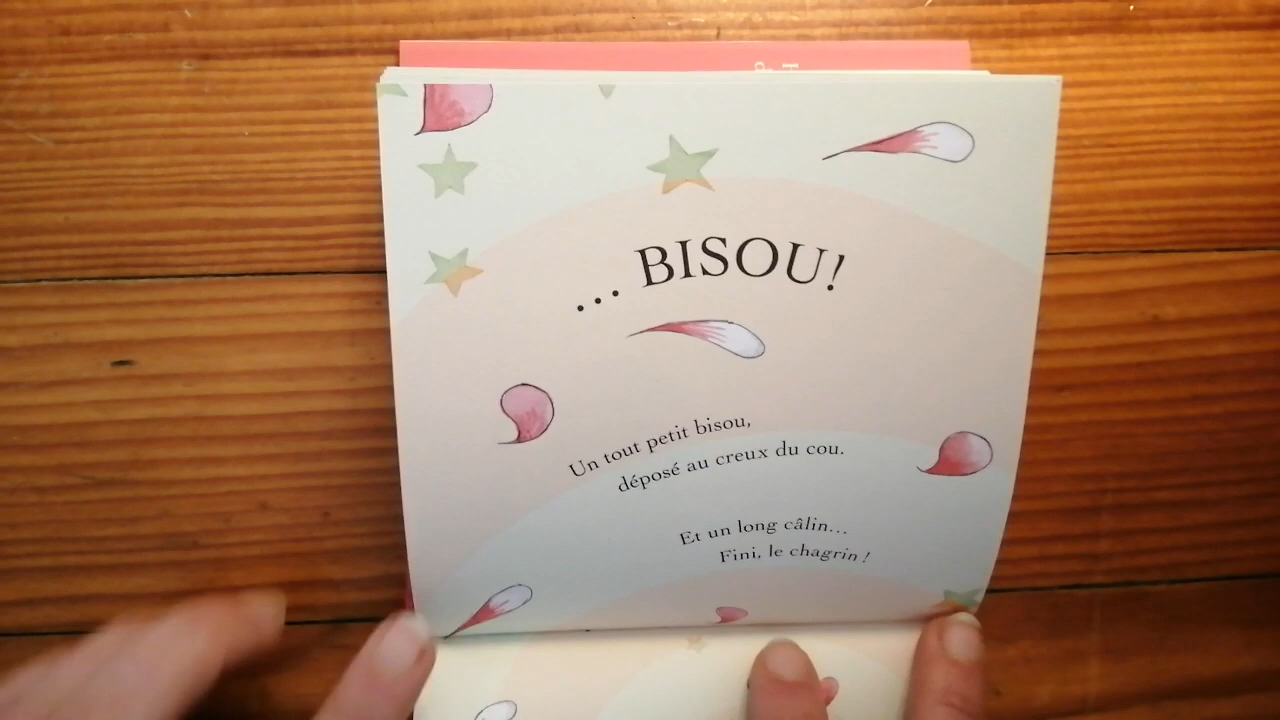 ... BISOU!
Un tout petit bisou,
déposé au creux du cou.
Et un long câlin...
Fini, le chagrin !